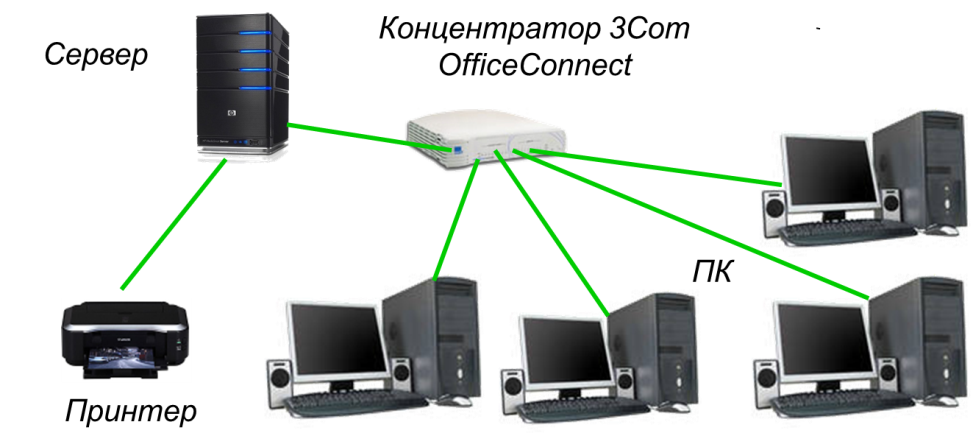 Сервер
Концентратор 3Com
OfficeConnect
ПК
Принтер